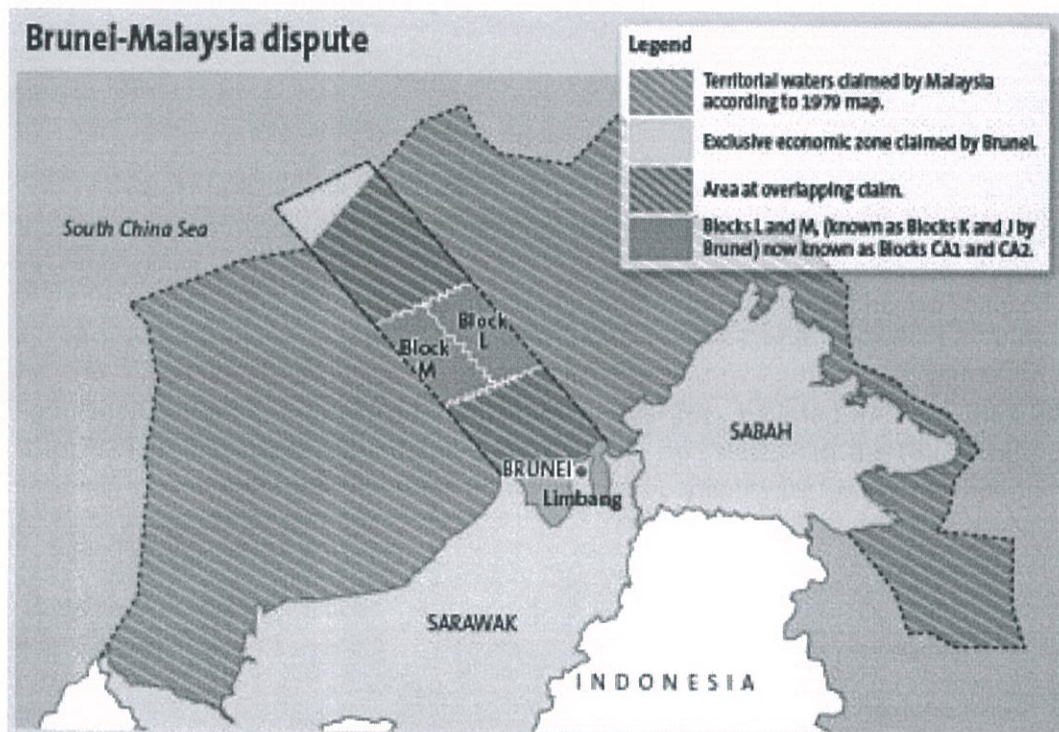 Brunei-Malaysia dispute
Legend
Territorial waters claimed by Malaysia
according to 1979 map.
Exclusive economic zone claimed by Brunei.
Area at overlapping claim.
Blocks L and M, (known as Blocks K and J by
Brunei) now known as Blocks CA1 and CA2.
South China Sea
Block
L
Block
M
SABAH
BRUNEI
Limbang
SARAWAK
INDONESIA